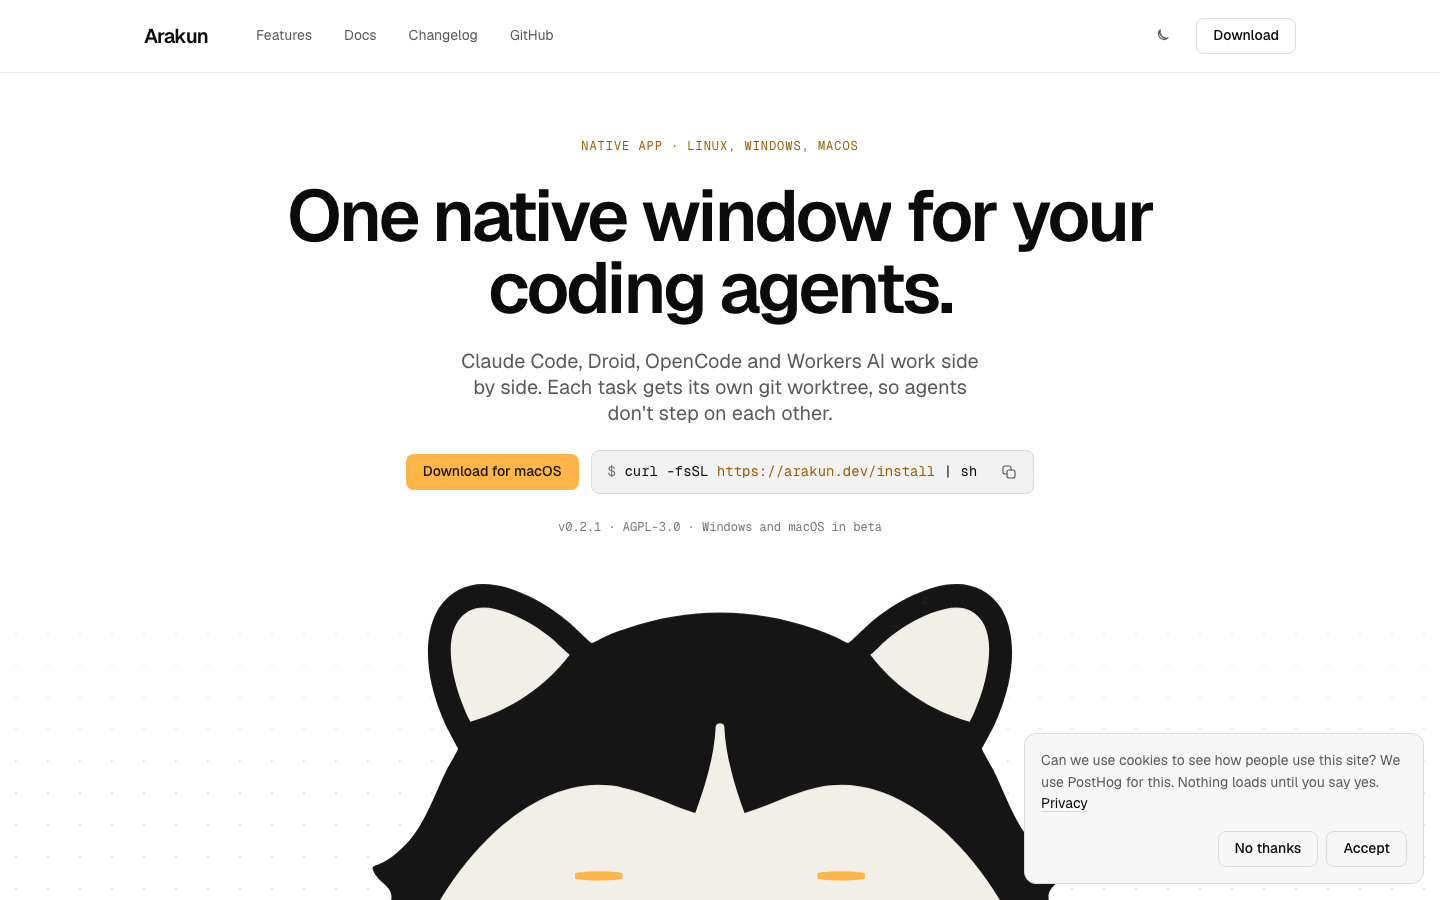 Arakun
Features
Docs
Changelog
GitHub
Download
NATIVE APP · LINUX, WINDOWS, MACOS
One native window for your
coding agents.
Claude Code, Droid, OpenCode and Workers AI work side
by side. Each task gets its own git worktree, so agents
don't step on each other.
Download for macOS
$ curl -fsSL https://arakun.dev/install | sh
v0.2.1 · AGPL-3.0 · Windows and macOS in beta
Can we use cookies to see how people use this site? We
use PostHog for this. Nothing loads until you say yes.
Privacy
No thanks
Accept